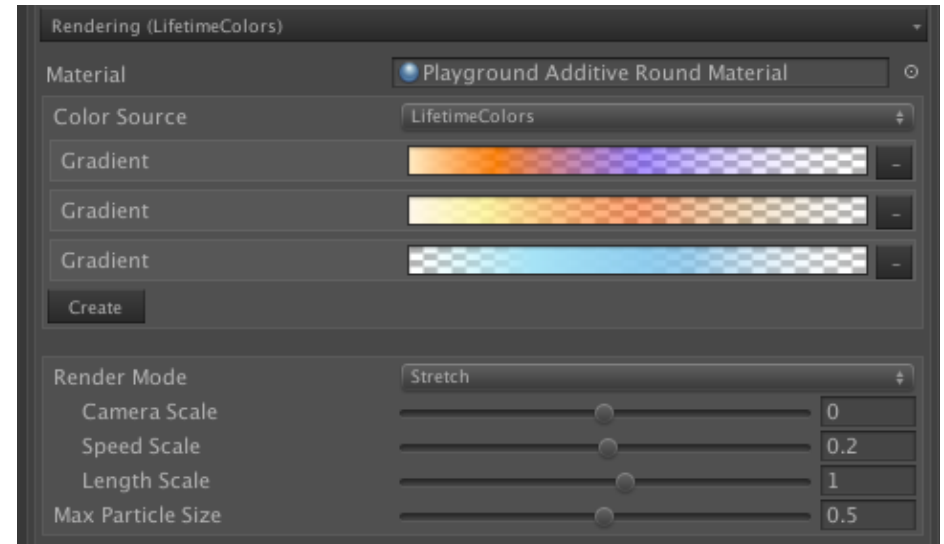 Rendering (LifetimeColors)
Material Playground Additive Round Material
Color Source LifetimeColors
Gradient -
Gradient -
Gradient -
Create
Render Mode Stretch
Camera Scale 0
Speed Scale 0.2
Length Scale 1
Max Particle Size 0.5